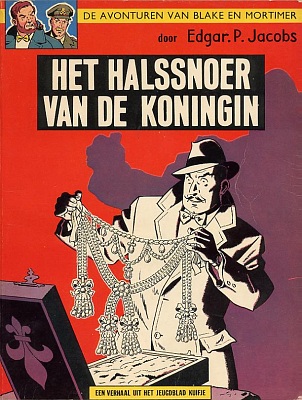 DE AVONTUREN VAN BLAKE EN MORTIMER
door Edgar. P. Jacobs
HET HALSSNOER
VAN DE KONINGIN
EEN VERHAAL UIT HET JEUGDBLAD KUIFJE